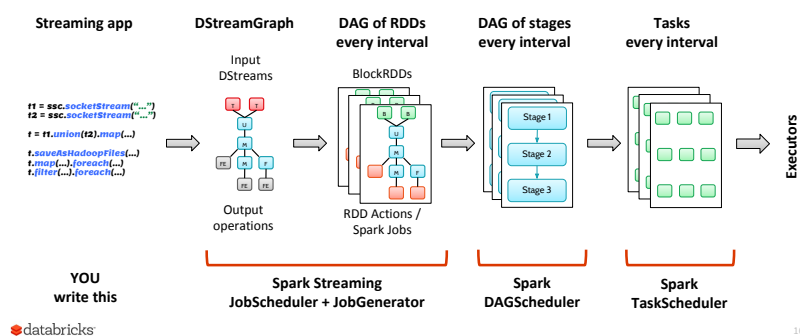 Streaming app
DStreamGraph
DAG of RDDs
every interval
DAG of stages
every interval
Tasks
every interval
t1 = ssc.socketStream("…")
t2 = ssc.socketStream("…")
t = t1.union(t2).map(…)
t.saveAsHadoopFiles(…)
t.map(…).foreach(…)
t.filter(…).foreach(…)
Input
DStreams
T T
U
M
FE M F
FE FE
Output
operations
BlockRDDs
B B
U
M
M F
RDD Actions /
Spark Jobs
Stage 1
Stage 2
Stage 3
Executors
YOU
write this
Spark Streaming
JobScheduler + JobGenerator
Spark
DAGScheduler
Spark
TaskScheduler
databricks